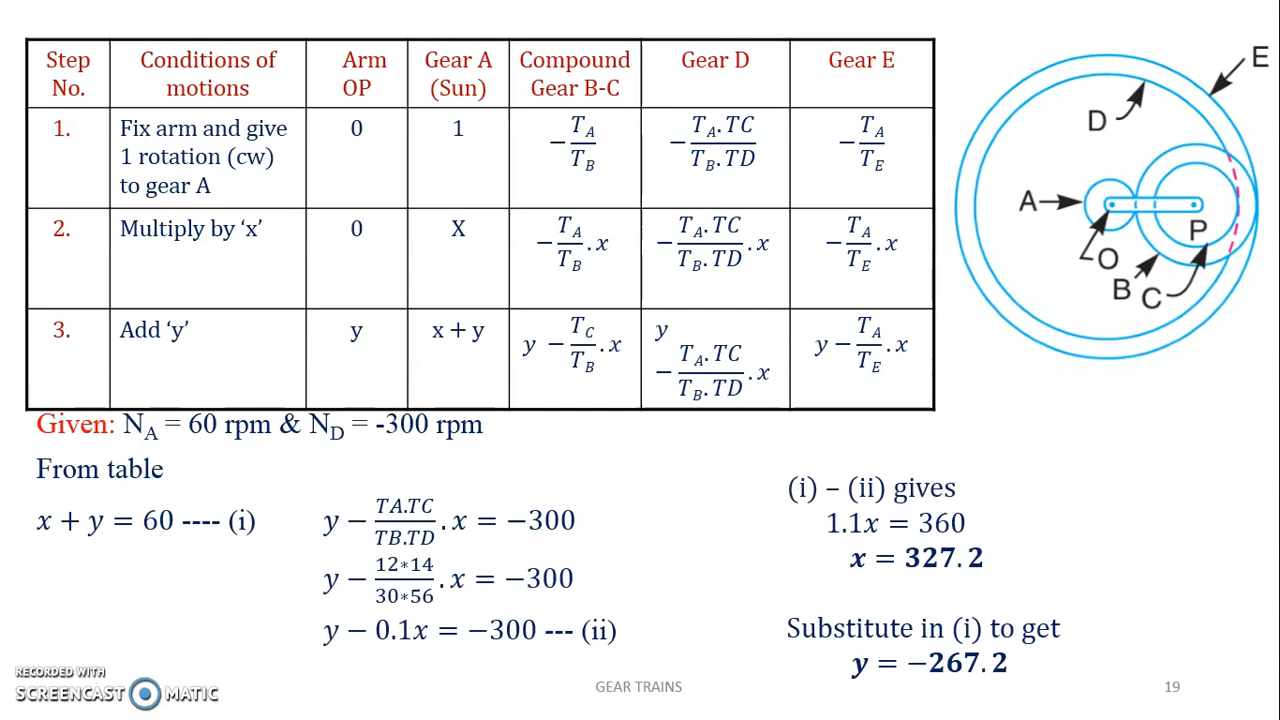 Step No. | Conditions of motions | Arm OP | Gear A (Sun) | Compound Gear B-C | Gear D | Gear E
1. | Fix arm and give 1 rotation (cw) to gear A | 0 | 1 | −T_A/T_B | −T_A.TC/T_B.TD | −T_A/T_E
2. | Multiply by ‘x’ | 0 | X | −T_A/T_B.x | −T_A.TC/T_B.TD.x | −T_A/T_E.x
3. | Add ‘y’ | y | x + y | y −T_C/T_B.x | y −T_A.TC/T_B.TD.x | y −T_A/T_E.x
E
D
A
P
O
B
C
Given: N_A = 60 rpm & N_D = -300 rpm
From table
x + y = 60 ---- (i)
y − TA.TC/TB.TD.x = −300
y − 12∗14/30∗56.x = −300
y − 0.1x = −300 --- (ii)
(i) – (ii) gives
1.1x = 360
x = 327.2
Substitute in (i) to get
y = −267.2
RECORDED WITH
SCREENCAST MATIC
GEAR TRAINS
19